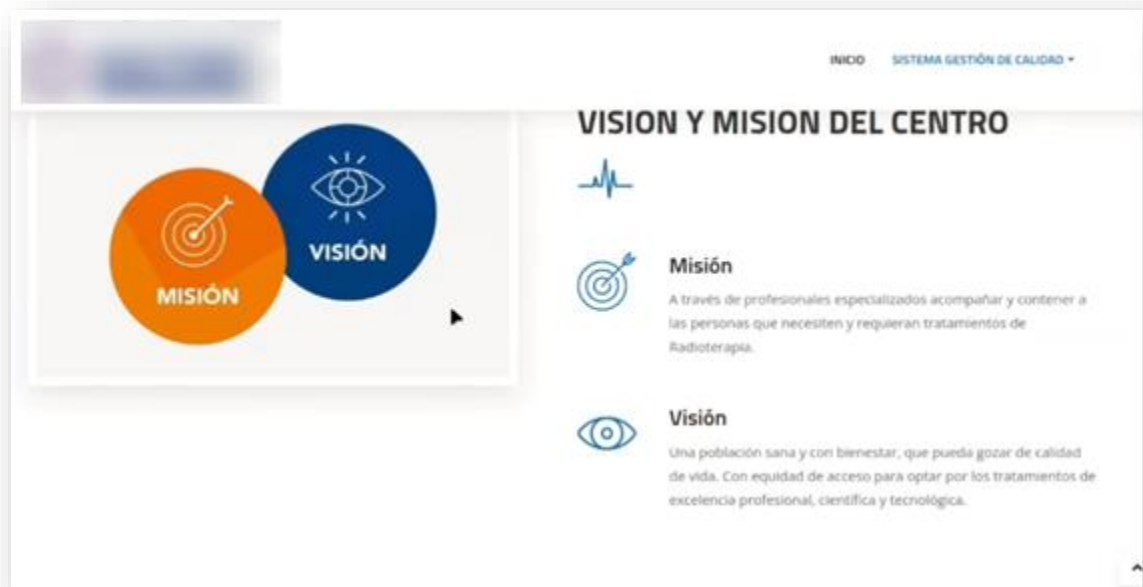 INICIO SISTEMA GESTIÓN DE CALIDAD
VISION Y MISION DEL CENTRO
VISIÓN
MISIÓN
Misión
A través de profesionales especializados acompañar y contener a
las personas que necesiten y requieran tratamientos de
Radioterapia.
Visión
Una población sana y con bienestar, que pueda gozar de calidad
de vida. Con equidad de acceso para optar por los tratamientos de
excelencia profesional, científica y tecnológica.